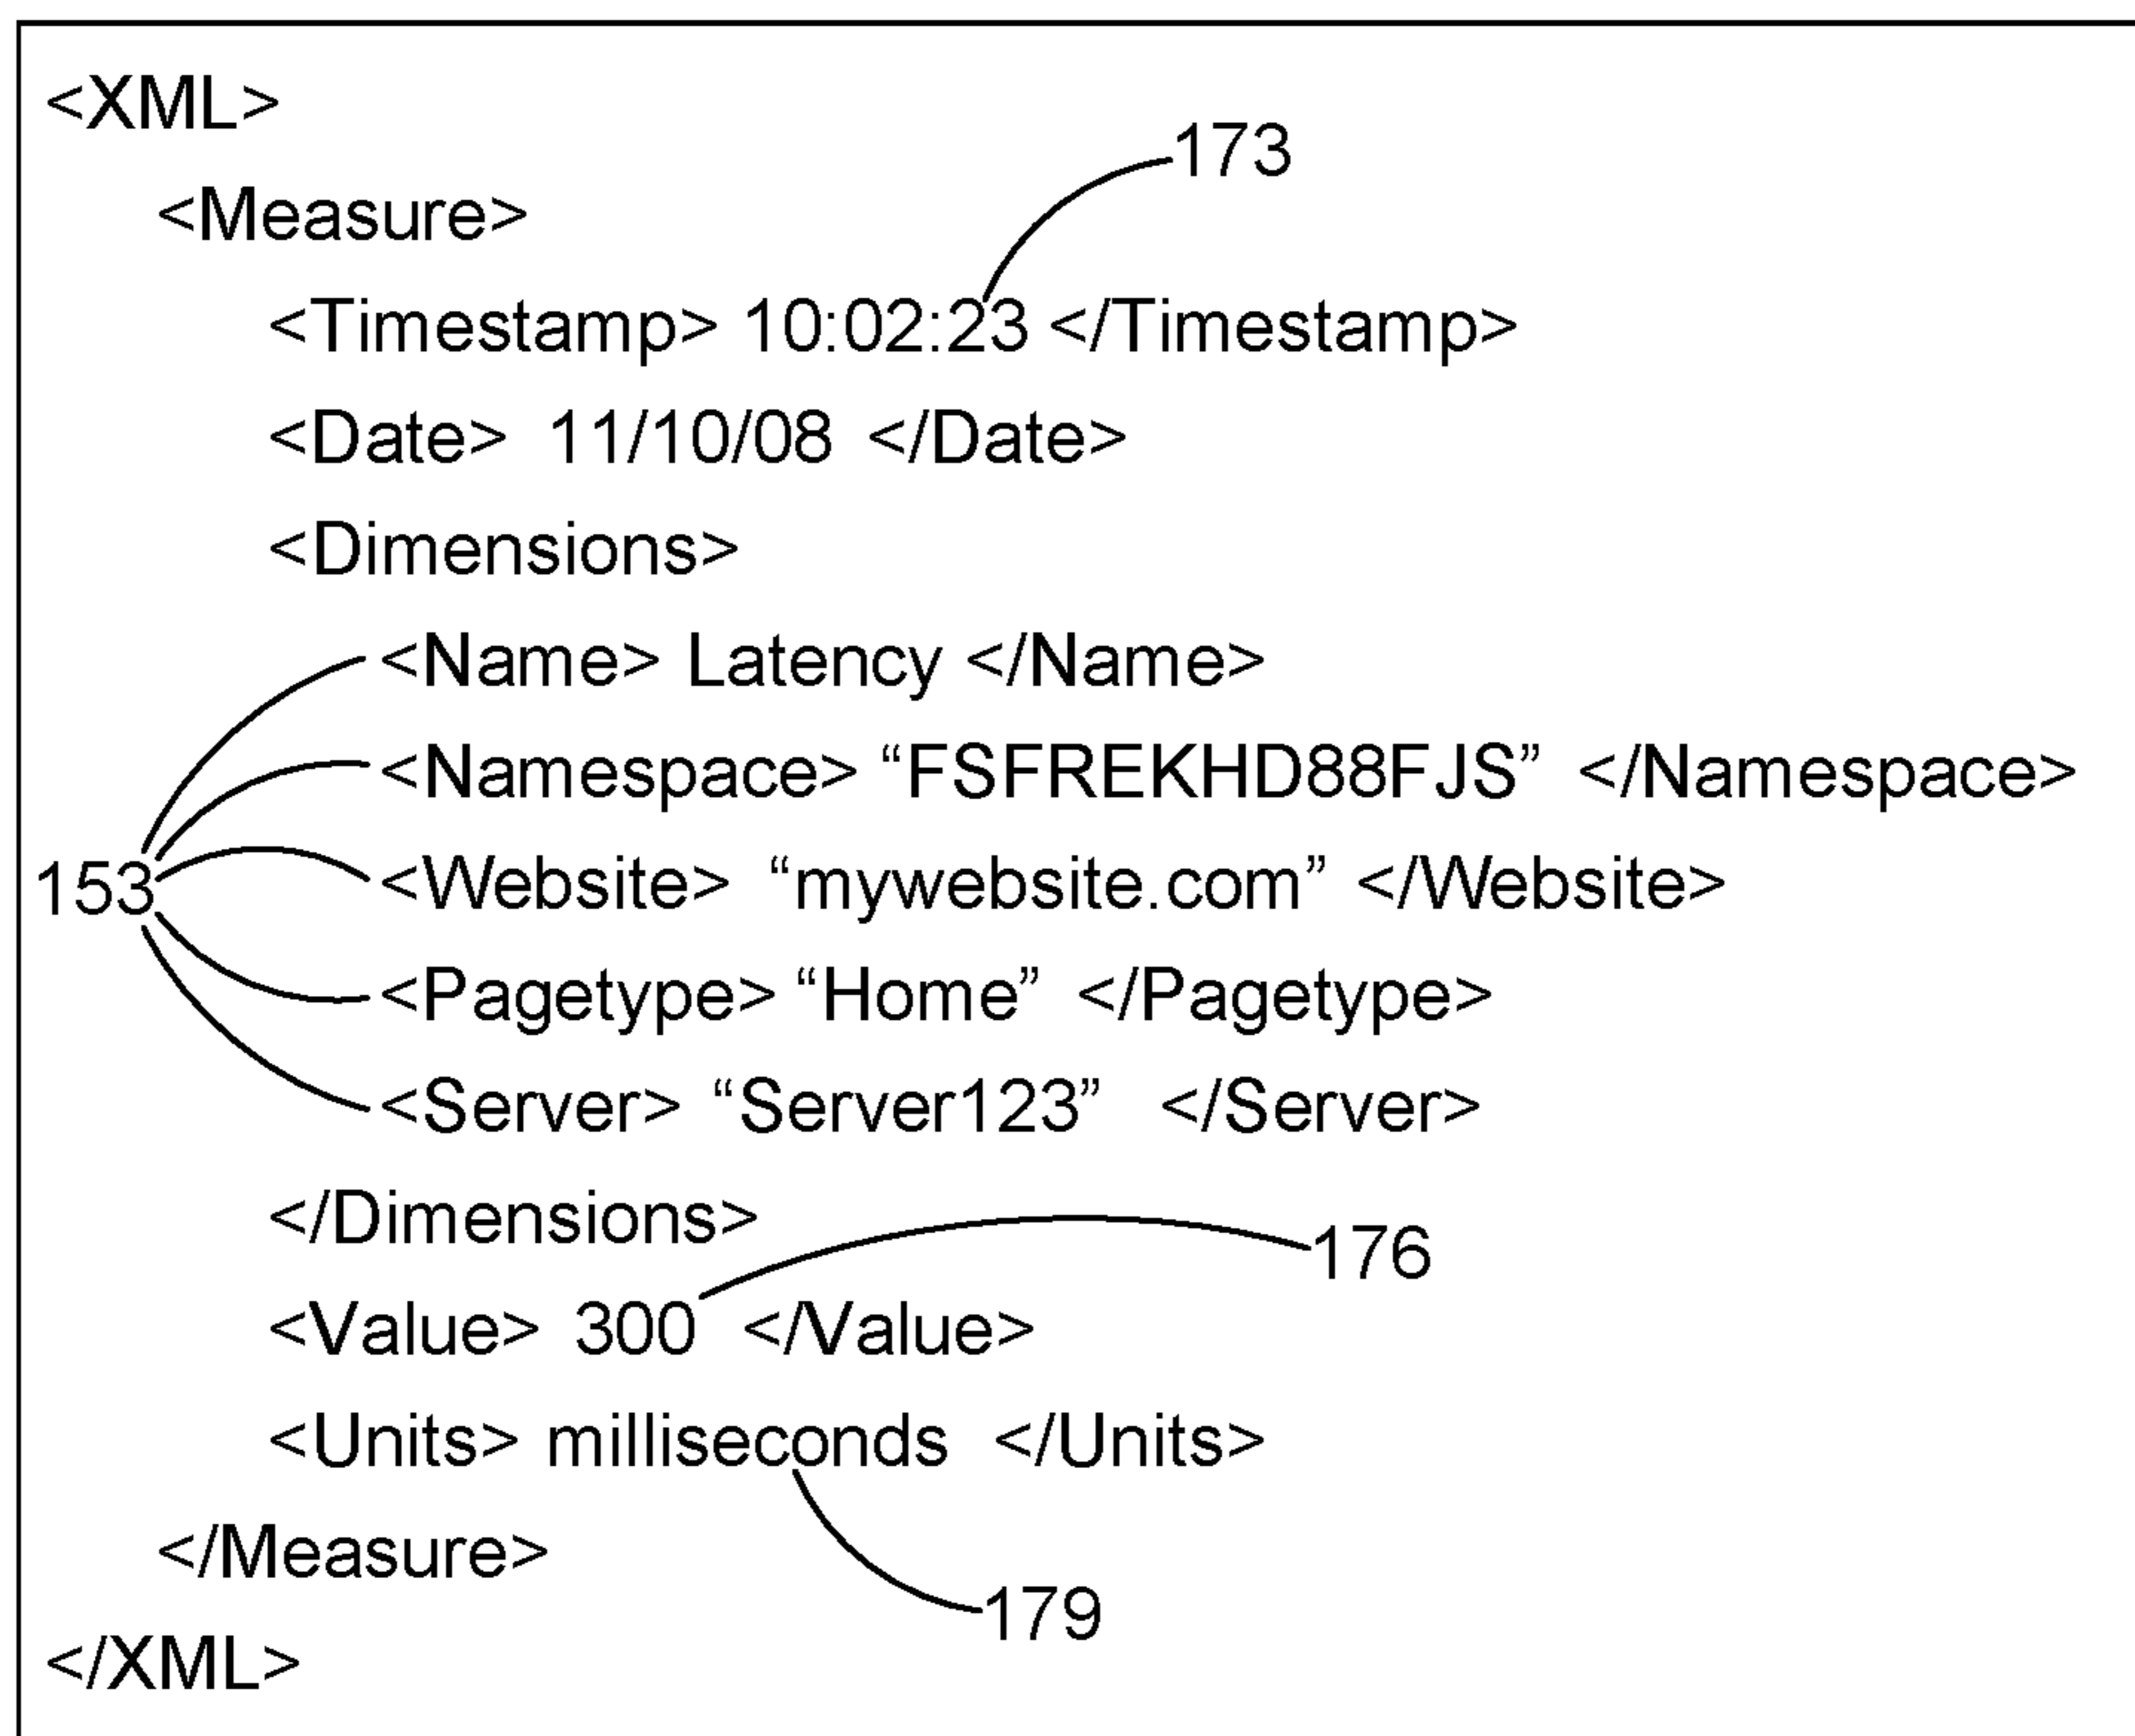 <XML>
173
<Measure>
<Timestamp> 10:02:23 </Timestamp>
<Date> 11/10/08 </Date>
<Dimensions>
<Name> Latency </Name>
<Namespace> “FSFREKHD88FJS” </Namespace>
153 <Website> “mywebsite.com” </Website>
<Pagetype> “Home” </Pagetype>
<Server> “Server123” </Server>
</Dimensions>
176
<Value> 300 </Value>
<Units> milliseconds </Units>
</Measure>
179
</XML>